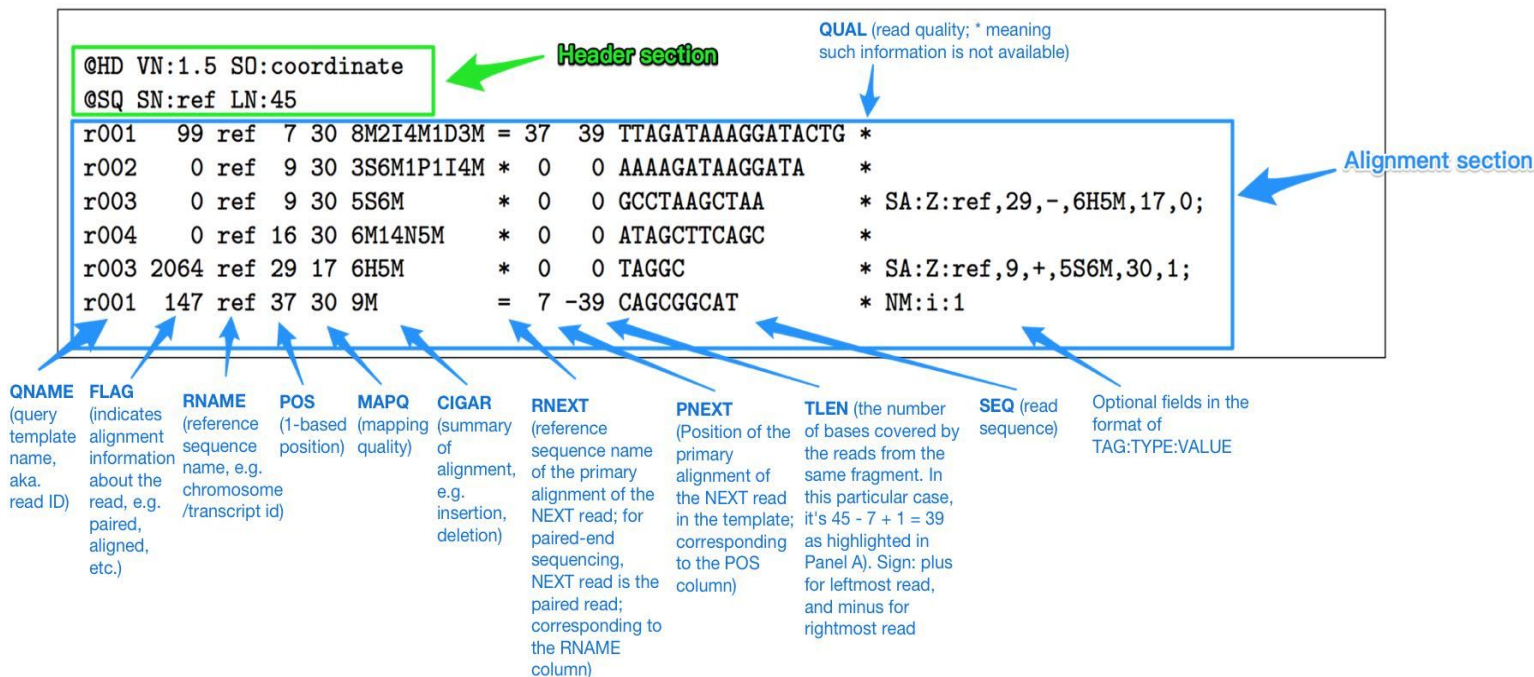 QUAL (read quality; * meaning
such information is not available)
Header section
@HD VN:1.5 SO:coordinate
@SQ SN:ref LN:45
r001 99 ref 7 30 8M2I4M1D3M = 37 39 TTAGATAAAGGATACTG *
r002 0 ref 9 30 3S6M1P1I4M * 0 0 AAAAGATAAGGATA *
r003 0 ref 9 30 5S6M * 0 0 GCCTAAGCTAA * SA:Z:ref,29,-,6H5M,17,0;
r004 0 ref 16 30 6M14N5M * 0 0 ATAGCTTCAGC *
r003 2064 ref 29 17 6H5M * 0 0 TAGGC * SA:Z:ref,9,+,5S6M,30,1;
r001 147 ref 37 30 9M = 7 -39 CAGCGGCAT * NM:i:1
Alignment section
QNAME
(query
template
name,
aka.
read ID)
FLAG
(indicates
alignment
information
about the
read, e.g.
paired,
aligned,
etc.)
RNAME
(reference
sequence
name, e.g.
chromosome
/transcript id)
POS
(1-based
position)
MAPQ
(mapping
quality)
CIGAR
(summary
of
alignment,
e.g.
insertion,
deletion)
RNEXT
(reference
sequence name
of the primary
alignment of the
NEXT read; for
paired-end
sequencing,
NEXT read is the
paired read;
corresponding to
the RNAME
column)
PNEXT
(Position of the
primary
alignment of
the NEXT read
in the template;
corresponding
to the POS
column)
TLEN (the number
of bases covered by
the reads from the
same fragment. In
this particular case,
it's 45 - 7 + 1 = 39
as highlighted in
Panel A). Sign: plus
for leftmost read,
and minus for
rightmost read
SEQ (read
sequence)
Optional fields in the
format of
TAG:TYPE:VALUE